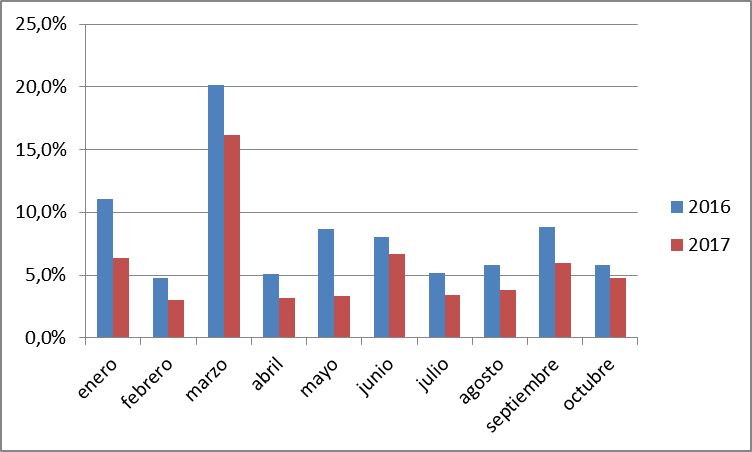 25,0%
20,0%
15,0%
10,0%
5,0%
0,0%
enero
febrero
marzo
abril
mayo
junio
julio
agosto
septiembre
octubre
2016
2017